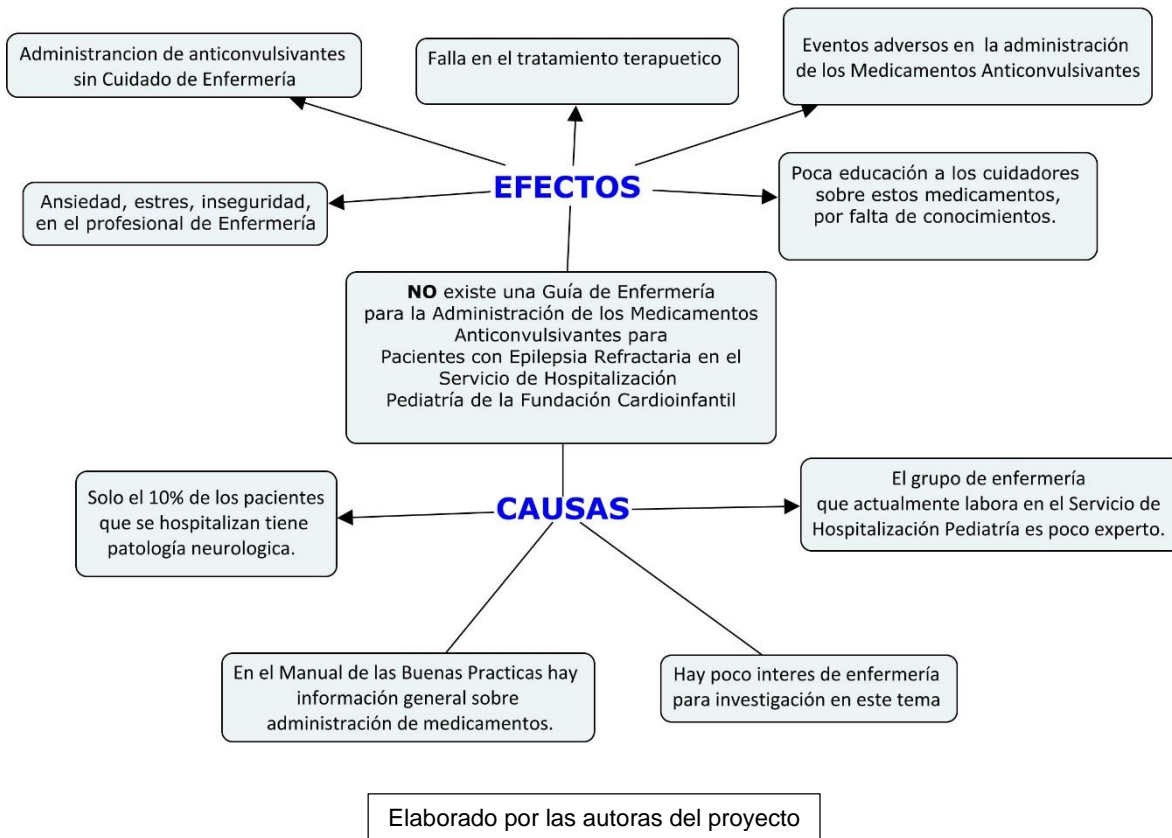 Administrancion de anticonvulsivantes
sin Cuidado de Enfermería
Falla en el tratamiento terapuetico
Eventos adversos en  la administración
de los Medicamentos Anticonvulsivantes
Ansiedad, estres, inseguridad,
en el profesional de Enfermería
EFECTOS
Poca educación a los cuidadores
sobre estos medicamentos,
por falta de conocimientos.
NO existe una Guía de Enfermería
para la Administración de los Medicamentos
Anticonvulsivantes para
Pacientes con Epilepsia Refractaria en el
Servicio de Hospitalización
Pediatría de la Fundación Cardioinfantil
Solo el 10% de los pacientes
que se hospitalizan tiene
patología neurologica.
CAUSAS
El grupo de enfermería
que actualmente labora en el Servicio de
Hospitalización Pediatría es poco experto.
En el Manual de las Buenas Practicas hay
información general sobre
administración de medicamentos.
Hay poco interes de enfermería
para investigación en este tema
Elaborado por las autoras del proyecto